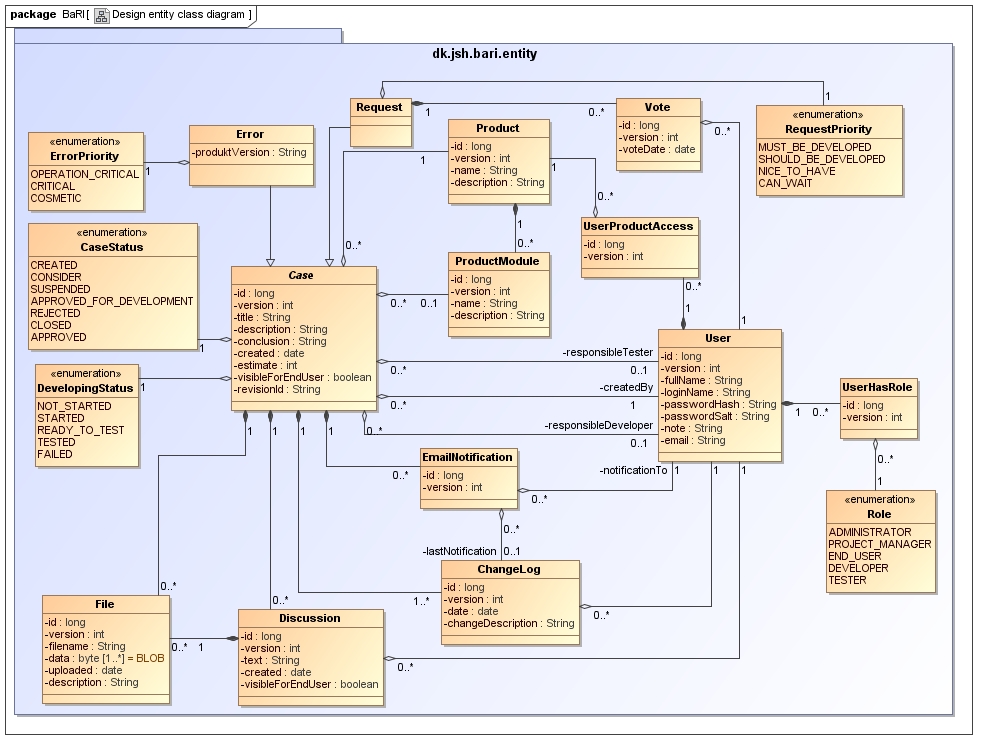 package BaRI [ Design entity class diagram ]
dk.jsh.bari.entity
Request
1
0..*
Vote
-id : long
-version : int
-voteDate : date
0..*
1
«enumeration»
RequestPriority
MUST_BE_DEVELOPED
SHOULD_BE_DEVELOPED
NICE_TO_HAVE
CAN_WAIT
«enumeration»
ErrorPriority
OPERATION_CRITICAL
CRITICAL
COSMETIC
1
Error
-produktVersion : String
Product
-id : long
-version : int
-name : String
-description : String
1
1
0..*
1
0..*
0..*
UserProductAccess
-id : long
-version : int
0..*
1
«enumeration»
CaseStatus
CREATED
CONSIDER
SUSPENDED
APPROVED_FOR_DEVELOPMENT
REJECTED
CLOSED
APPROVED
1
Case
-id : long
-version : int
-title : String
-description : String
-conclusion : String
-created : date
-estimate : int
-visibleForEndUser : boolean
-revisionId : String
ProductModule
-id : long
-version : int
-name : String
-description : String
0..*
0..1
1
User
-id : long
-version : int
-fullName : String
-loginName : String
-passwordHash : String
-passwordSalt : String
-note : String
-email : String
-responsibleTester
0..*
0..1
-createdBy
0..*
1
-responsibleDeveloper
0..*
0..1
«enumeration»
DevelopingStatus
NOT_STARTED
STARTED
READY_TO_TEST
TESTED
FAILED
1
UserHasRole
-id : long
-version : int
1
0..*
0..*
1
«enumeration»
Role
ADMINISTRATOR
PROJECT_MANAGER
END_USER
DEVELOPER
TESTER
1
1
1
1
EmailNotification
-id : long
-version : int
0..*
-notificationTo
1
1
1
0..*
0..*
-lastNotification
0..1
ChangeLog
-id : long
-version : int
-date : date
-changeDescription : String
1..*
0..*
0..*
File
-id : long
-version : int
-filename : String
-data : byte [1..*] = BLOB
-uploaded : date
-description : String
0..*
1
0..*
Discussion
-id : long
-version : int
-text : String
-created : date
-visibleForEndUser : boolean
0..*